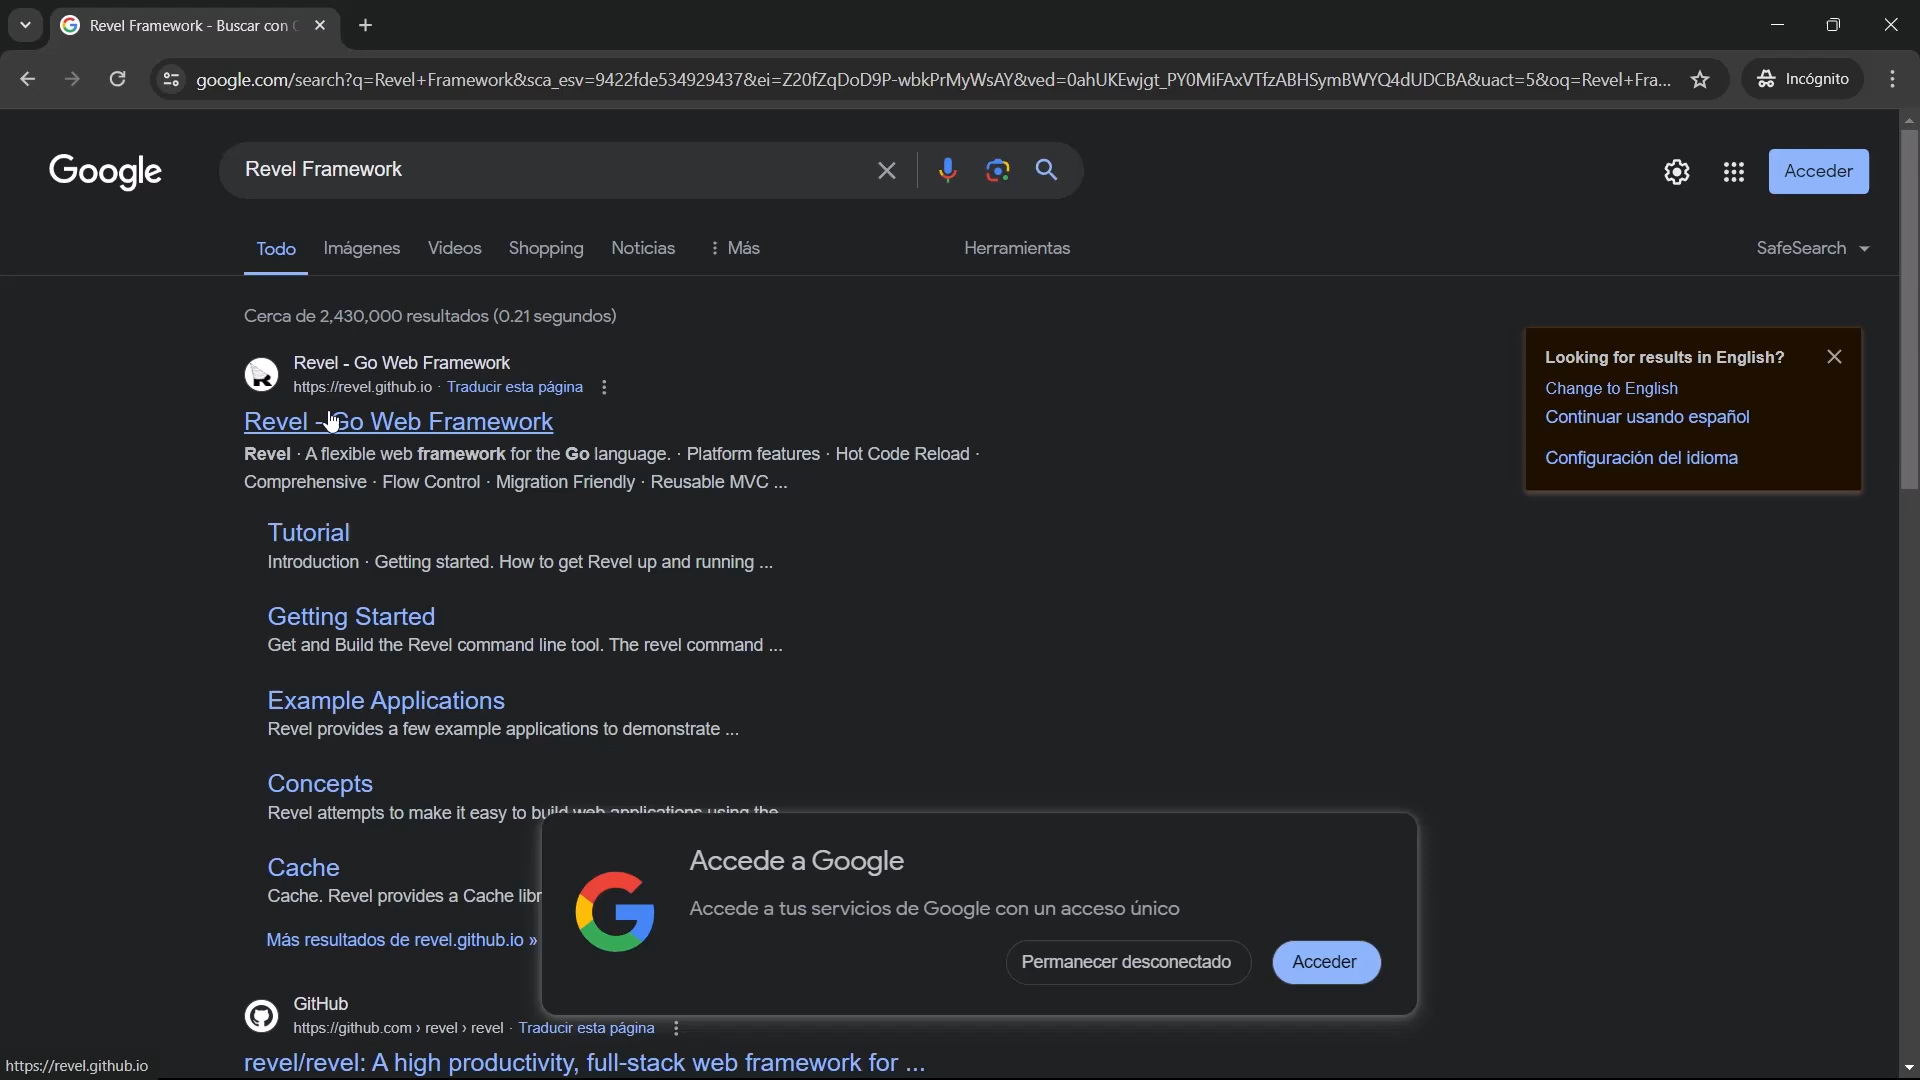 Revel Framework - Buscar con
google.com/search?q=Revel+Framework&sca_esv=9422fde534929437&ei=Z20fZqDoD9P-wbkPrMyWsAY&ved=0ahUKEwjgt_PY0MiFAxVTfzABHSymBWYQ4dUDCBA&uact=5&oq=Revel+Fra...
Incógnito
Google
Revel Framework
Acceder
Todo
Imágenes
Videos
Shopping
Noticias
Más
Herramientas
SafeSearch
Cerca de 2,430,000 resultados (0.21 segundos)
Revel - Go Web Framework
https://revel.github.io · Traducir esta página
Revel - Go Web Framework
Revel · A flexible web framework for the Go language. · Platform features · Hot Code Reload ·
Comprehensive · Flow Control · Migration Friendly · Reusable MVC ...
Looking for results in English?
Change to English
Continuar usando español
Configuración del idioma
Tutorial
Introduction · Getting started. How to get Revel up and running ...
Getting Started
Get and Build the Revel command line tool. The revel command ...
Example Applications
Revel provides a few example applications to demonstrate ...
Concepts
Revel attempts to make it easy to build web applications using the
Cache
Cache. Revel provides a Cache libr
Más resultados de revel.github.io »
Accede a Google
Accede a tus servicios de Google con un acceso único
Permanecer desconectado
Acceder
GitHub
https://github.com › revel › revel · Traducir esta página
revel/revel: A high productivity, full-stack web framework for ...
https://revel.github.io